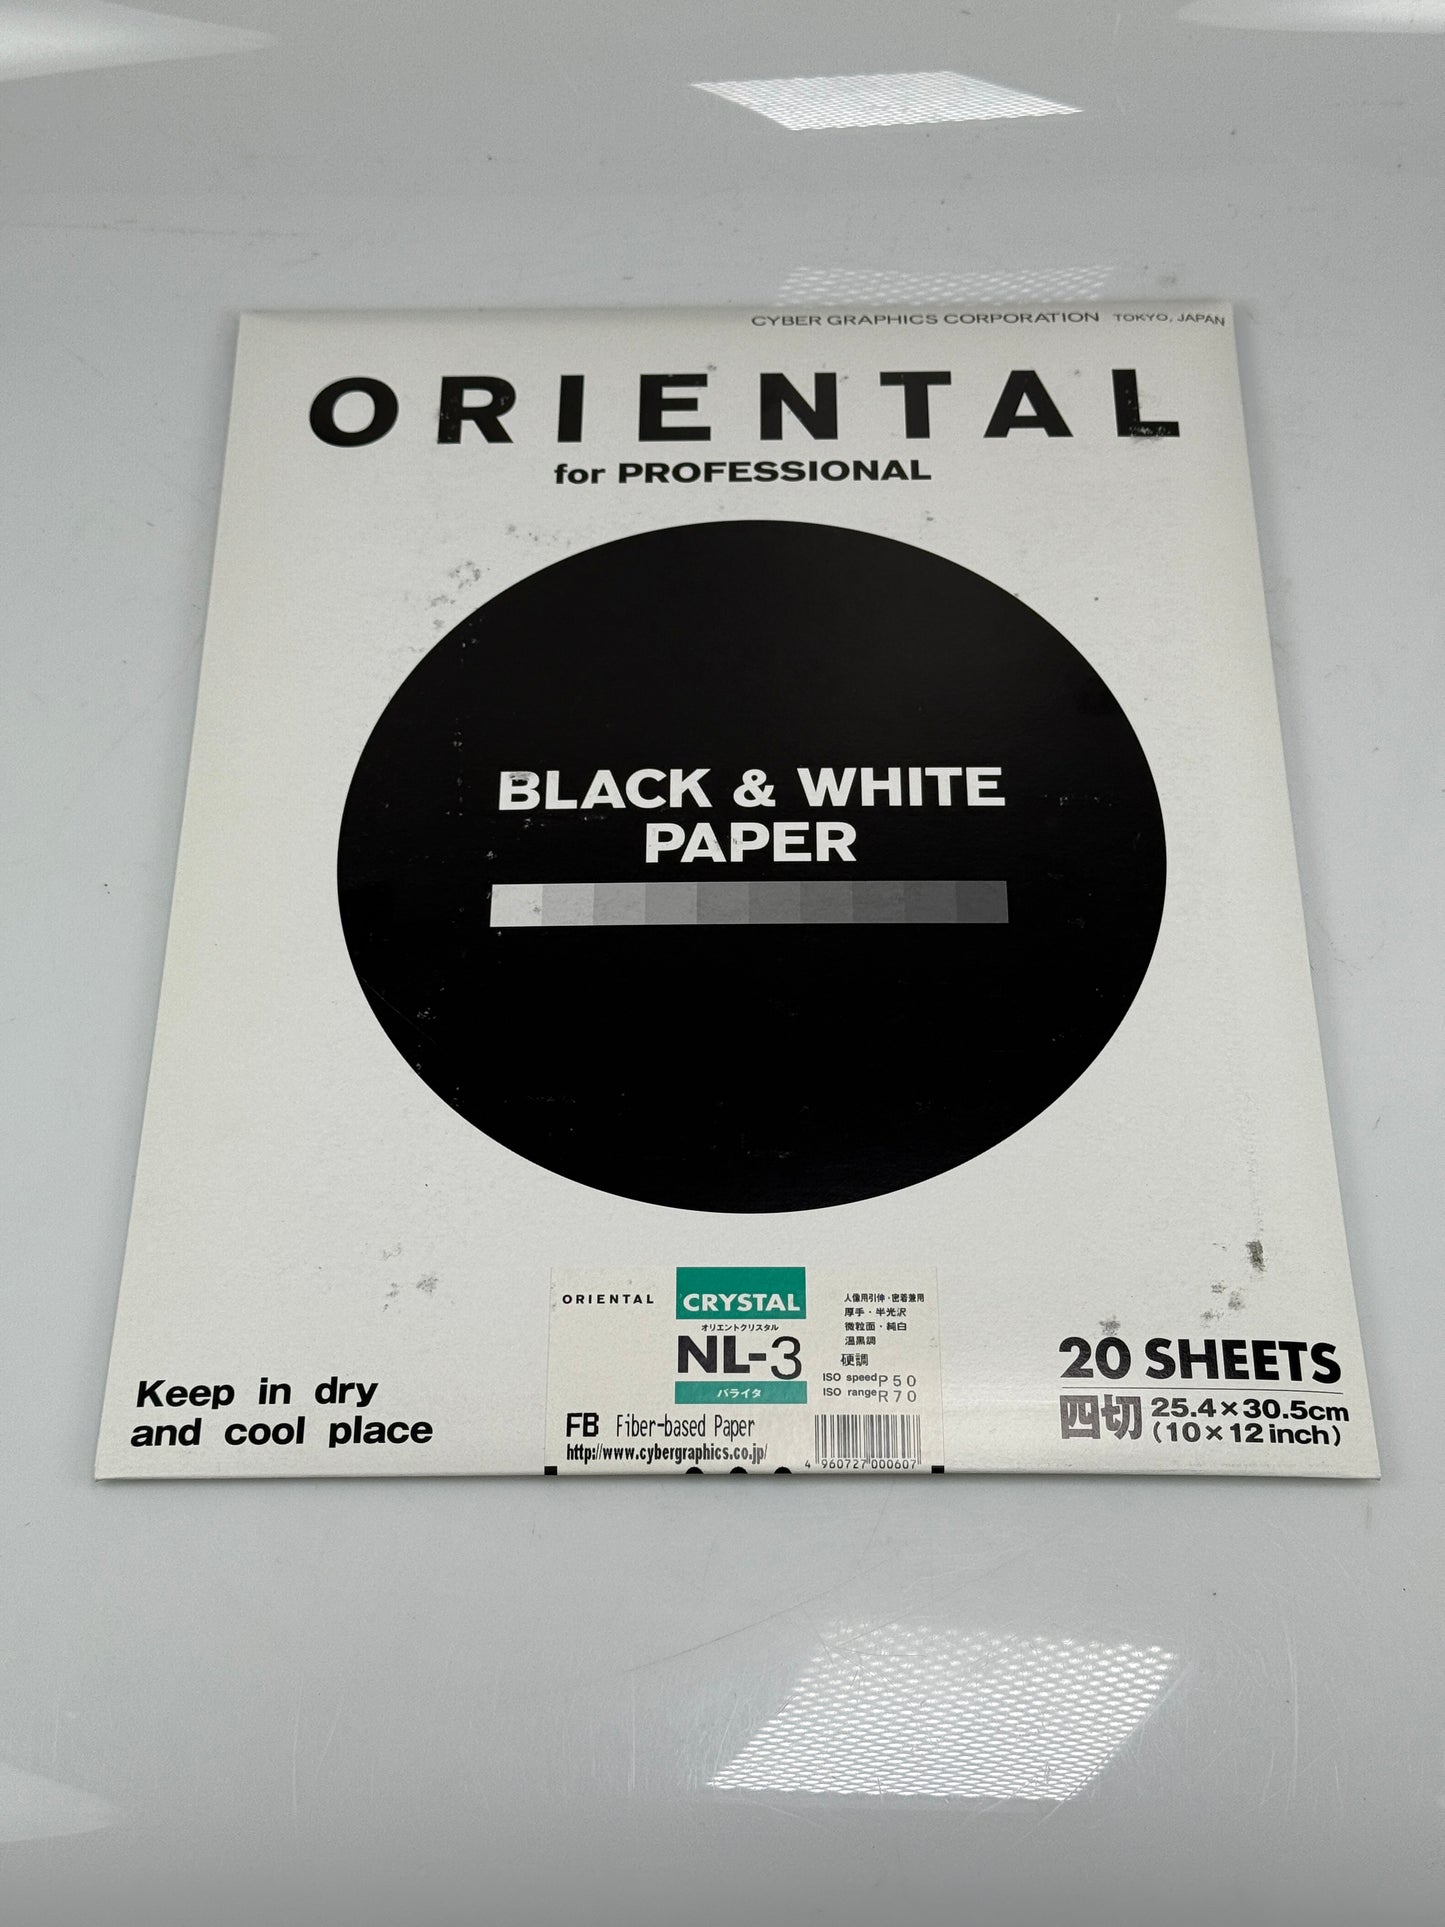 CYBER GRAPHICS CORPORATION TOKYO, JAPAN
ORIENTAL
for PROFESSIONAL
BLACK & WHITE
PAPER
Keep in dry
and cool place
ORIENTAL
CRYSTAL
オリエントクリスタル
NL-3
バライタ
FB Fiber-based Paper
http://www.cybergraphics.co.jp/
人像用引伸・密着兼用
厚手・半光沢
微粒面・純白
温黒調
硬調
ISO speed P50
ISO range R70
4 960727 000607
20 SHEETS
四切 25.4×30.5cm
(10×12 inch)